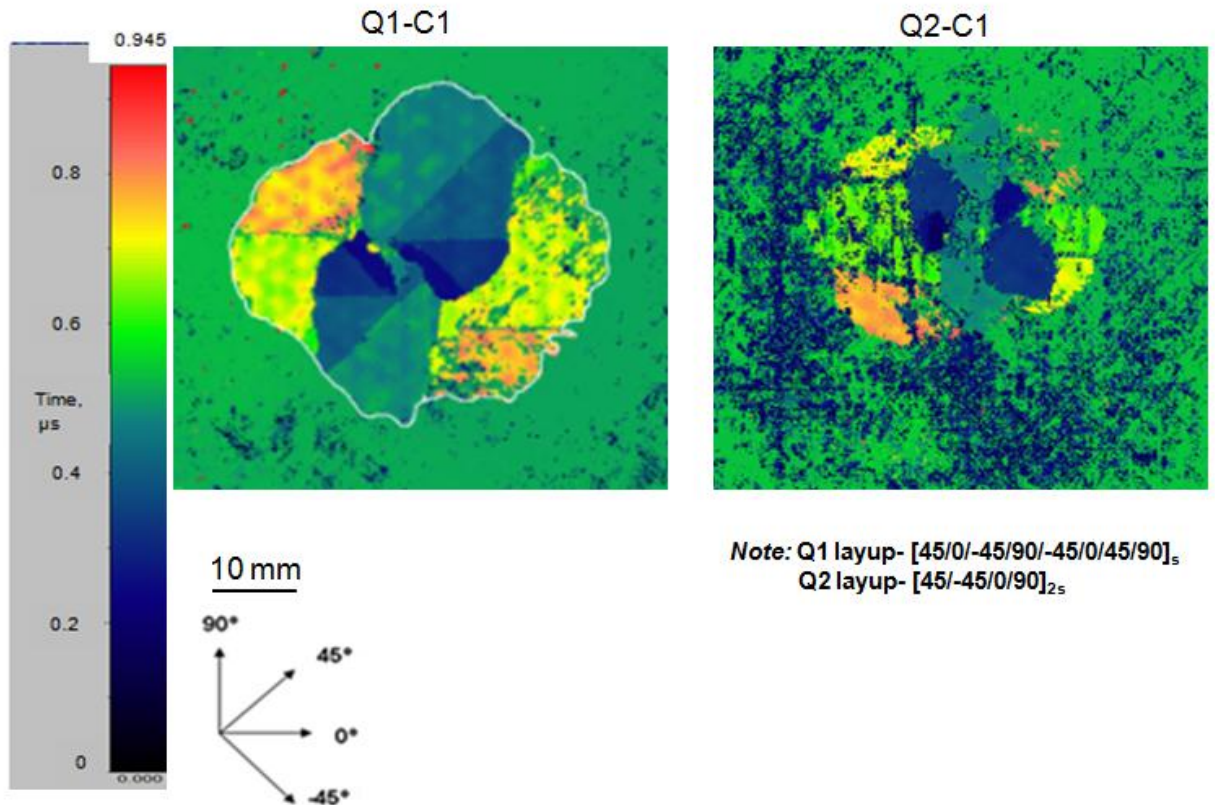 Q1-C1
Q2-C1
0.945
0.8
0.6
Time,
µs
0.4
0.2
0
0.000
10 mm
90°
45°
0°
-45°
Note: Q1 layup- [45/0/-45/90/-45/0/45/90]s
Q2 layup- [45/-45/0/90]2s